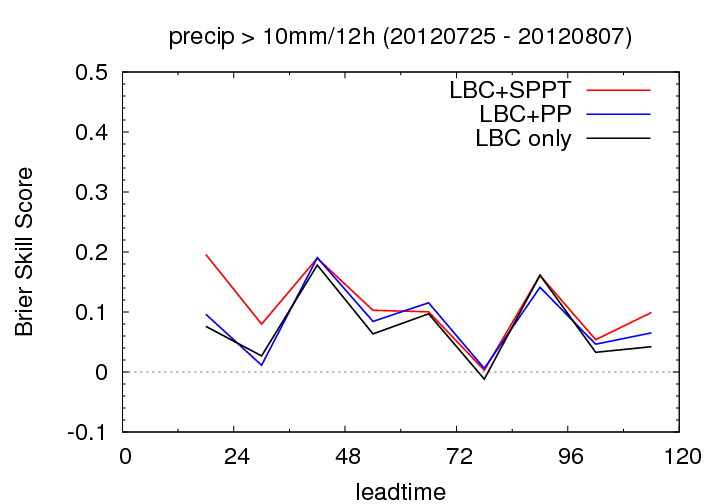 precip > 10mm/12h (20120725 - 20120807)
LBC+SPPT
LBC+PP
LBC only
Brier Skill Score
0.5
0.4
0.3
0.2
0.1
0
-0.1
0 24 48 72 96 120
leadtime